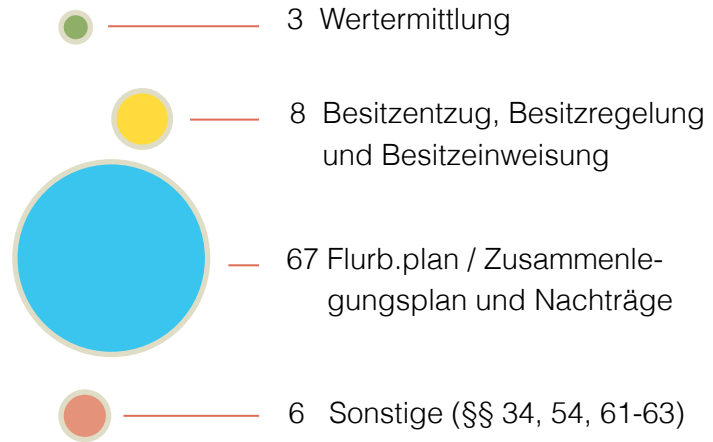 3 Wertermittlung
8 Besitzentzug, Besitzregelung
und Besitzeinweisung
67 Flurb.plan / Zusammenle-
gungsplan und Nachträge
6 Sonstige (§§ 34, 54, 61-63)